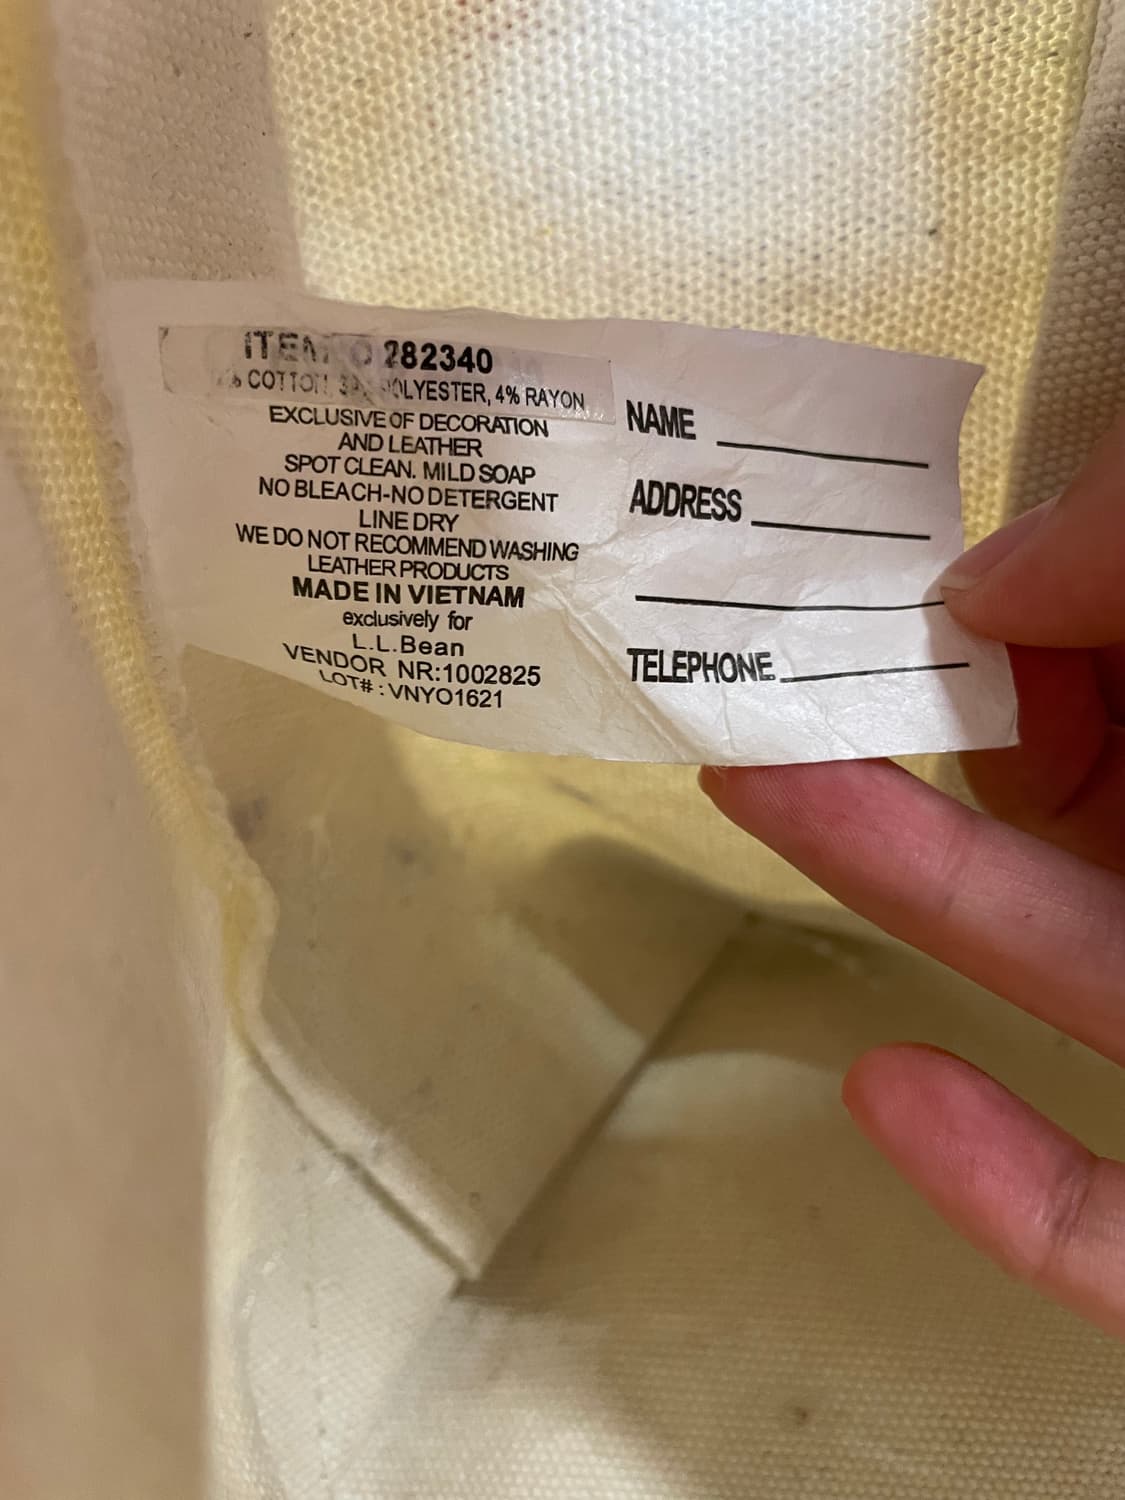 ITEM 282340
COTTON POLYESTER, 4% RAYON
EXCLUSIVE OF DECORATION
AND LEATHER
SPOT CLEAN. MILD SOAP
NO BLEACH-NO DETERGENT
LINE DRY
WE DO NOT RECOMMEND WASHING
LEATHER PRODUCTS
MADE IN VIETNAM
exclusively for
L.L.Bean
VENDOR NR:1002825
LOT# : VNYO1621
NAME
ADDRESS
TELEPHONE